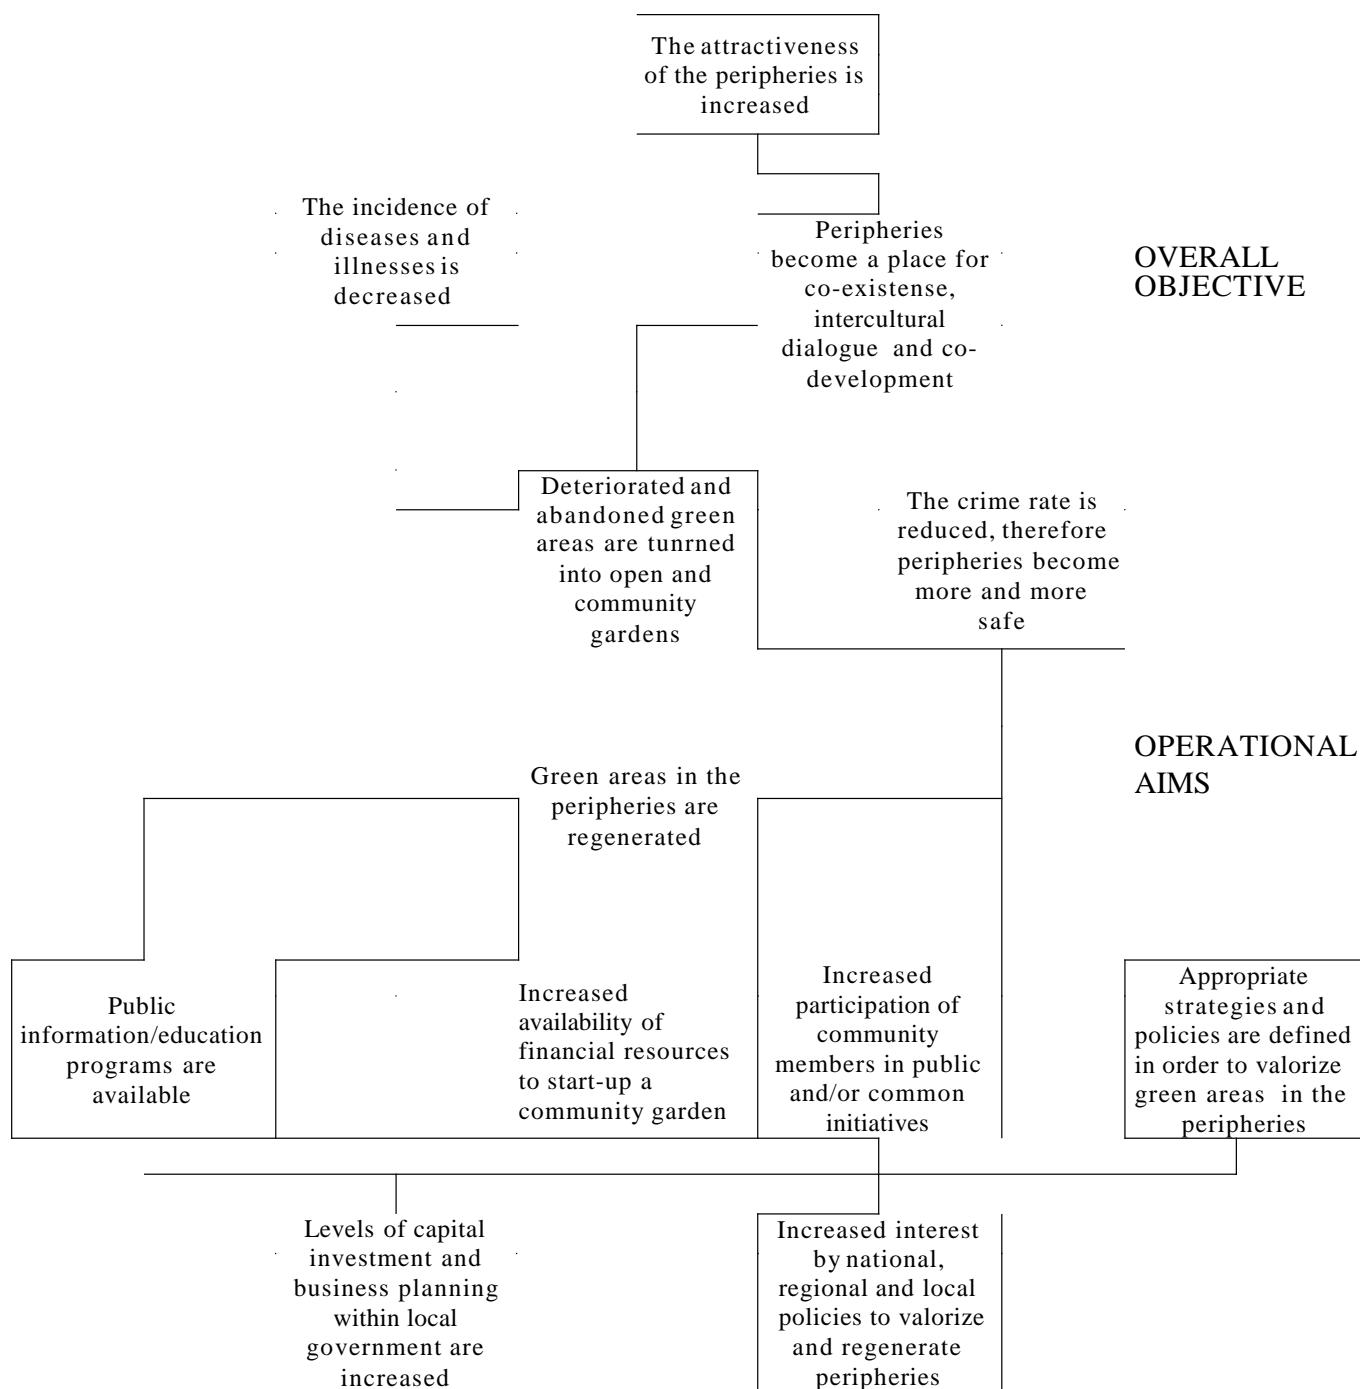 The attractiveness
of the peripheries is
increased
The incidence of
diseases and
illnesses is
decreased
Peripheries
become a place for
co-existense,
intercultural
dialogue and co-
development
OVERALL
OBJECTIVE
Deteriorated and
abandoned green
areas are tunrned
into open and
community
gardens
The crime rate is
reduced, therefore
peripheries become
more and more
safe
OPERATIONAL
AIMS
Green areas in the
peripheries are
regenerated
Public
information/education
programs are
available
Increased
availability of
financial resources
to start-up a
community garden
Increased
participation of
community
members in public
and/or common
initiatives
Appropriate
strategies and
policies are defined
in order to valorize
green areas in the
peripheries
Levels of capital
investment and
business planning
within local
government are
increased
Increased interest
by national,
regional and local
policies to valorize
and regenerate
peripheries